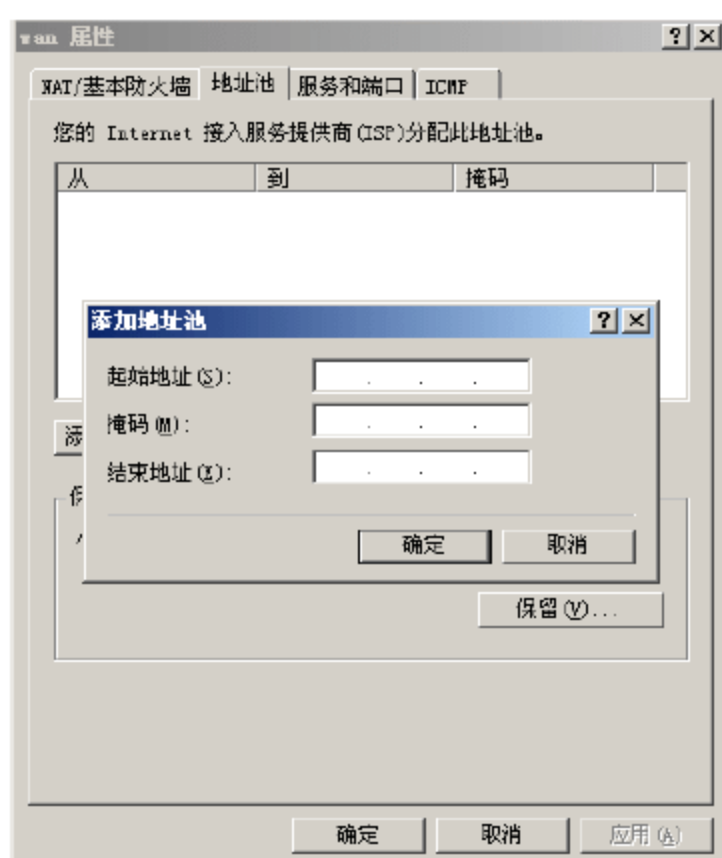 wan 属性
NAT/基本防火墙 地址池 服务和端口 ICMP
您的 Internet 接入服务提供商(ISP)分配此地址池。
从 到 掩码
添加地址池
起始地址(S):
掩码(M):
结束地址(X):
确定 取消
保留(V)...
确定 取消 应用(A)